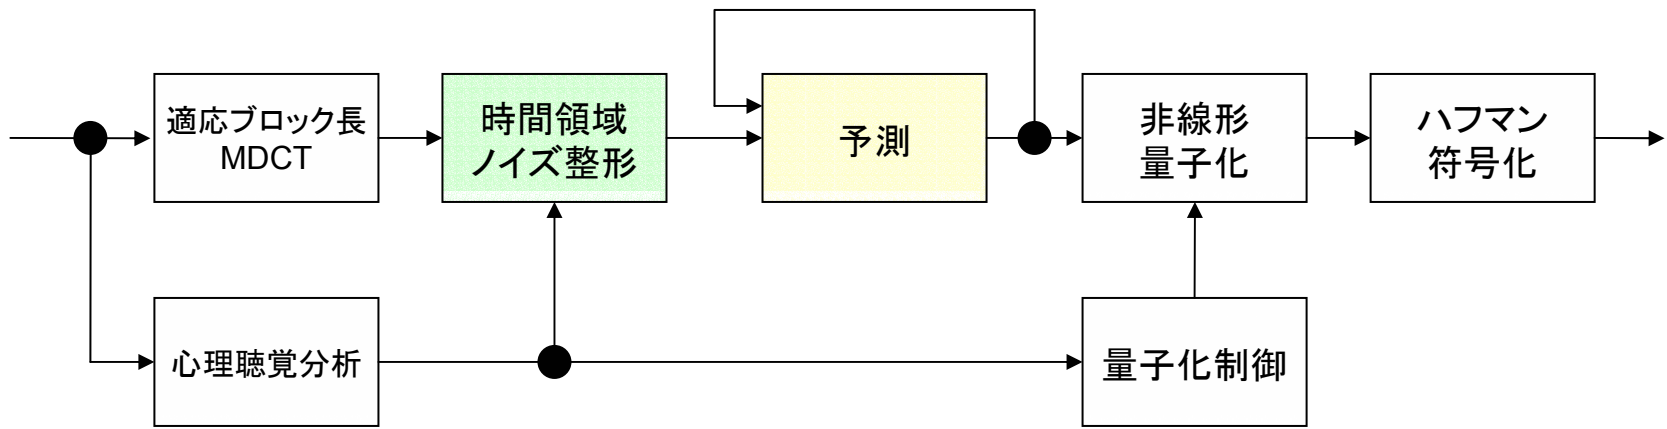 適応ブロック長
MDCT
時間領域
ノイズ整形
予測
非線形
量子化
ハフマン
符号化
心理聴覚分析
量子化制御